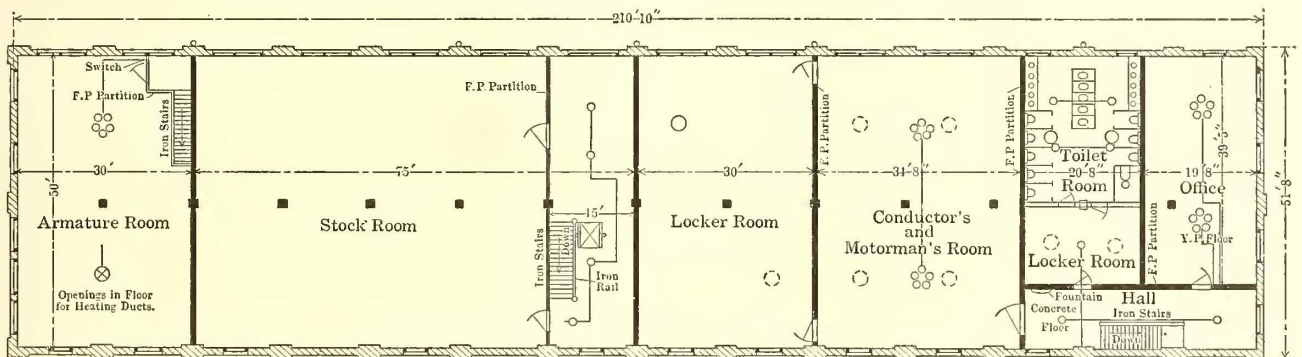 210'-10"
Switch
F.P Partition
Iron Stairs
30'
50'
Armature Room
Openings in Floor
for Heating Ducts.
75'
Stock Room
F.P. Partition
15'
Iron Stairs
Down
Iron
Rail
30'
Locker Room
F.P. Partition
34'-8"
Conductor's
and
Motorman's Room
F.P. Partition
Toilet
20'-8"
Room
Locker Room
F.P Partition
39'-5"
19'-8"
Office
Y.P. Floor
51'-8"
Fountain
Concrete
Floor
Hall
Iron Stairs
Down